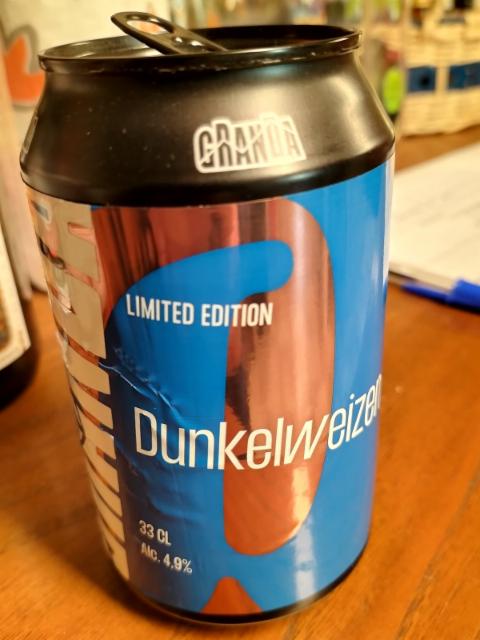 GRANDA
LIMITED EDITION
Dunkelweizen
33 CL
Alc. 4,9%